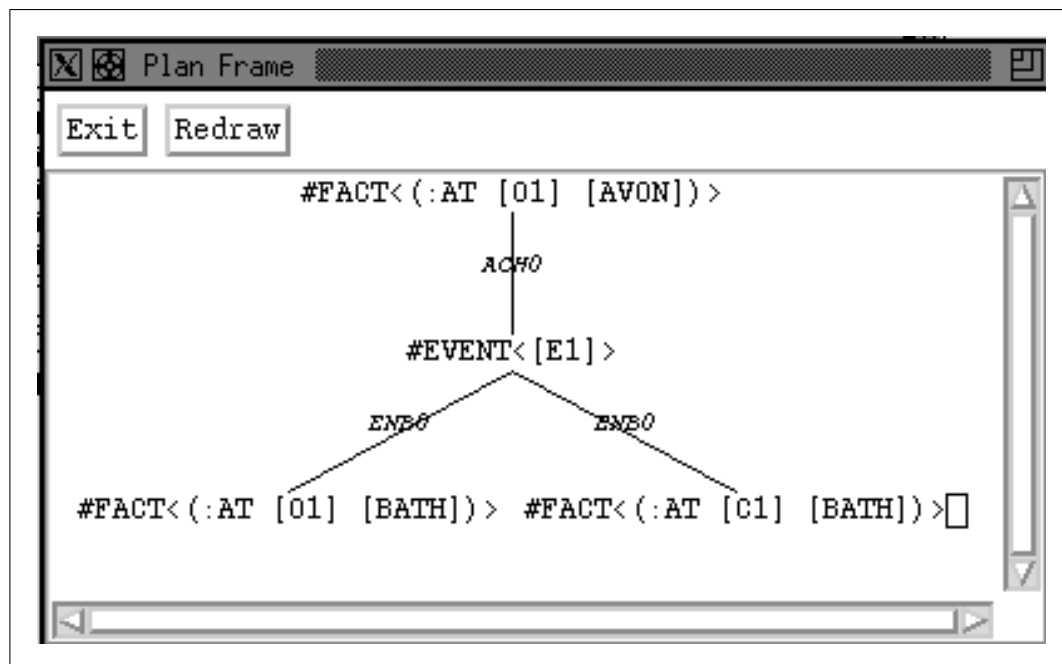 Plan Frame
Exit Redraw
#FACT<(:AT [O1] [AVON])>
ACH0
#EVENT<[E1]>
ENB0 ENB0
#FACT<(:AT [O1] [BATH])> #FACT<(:AT [C1] [BATH])>